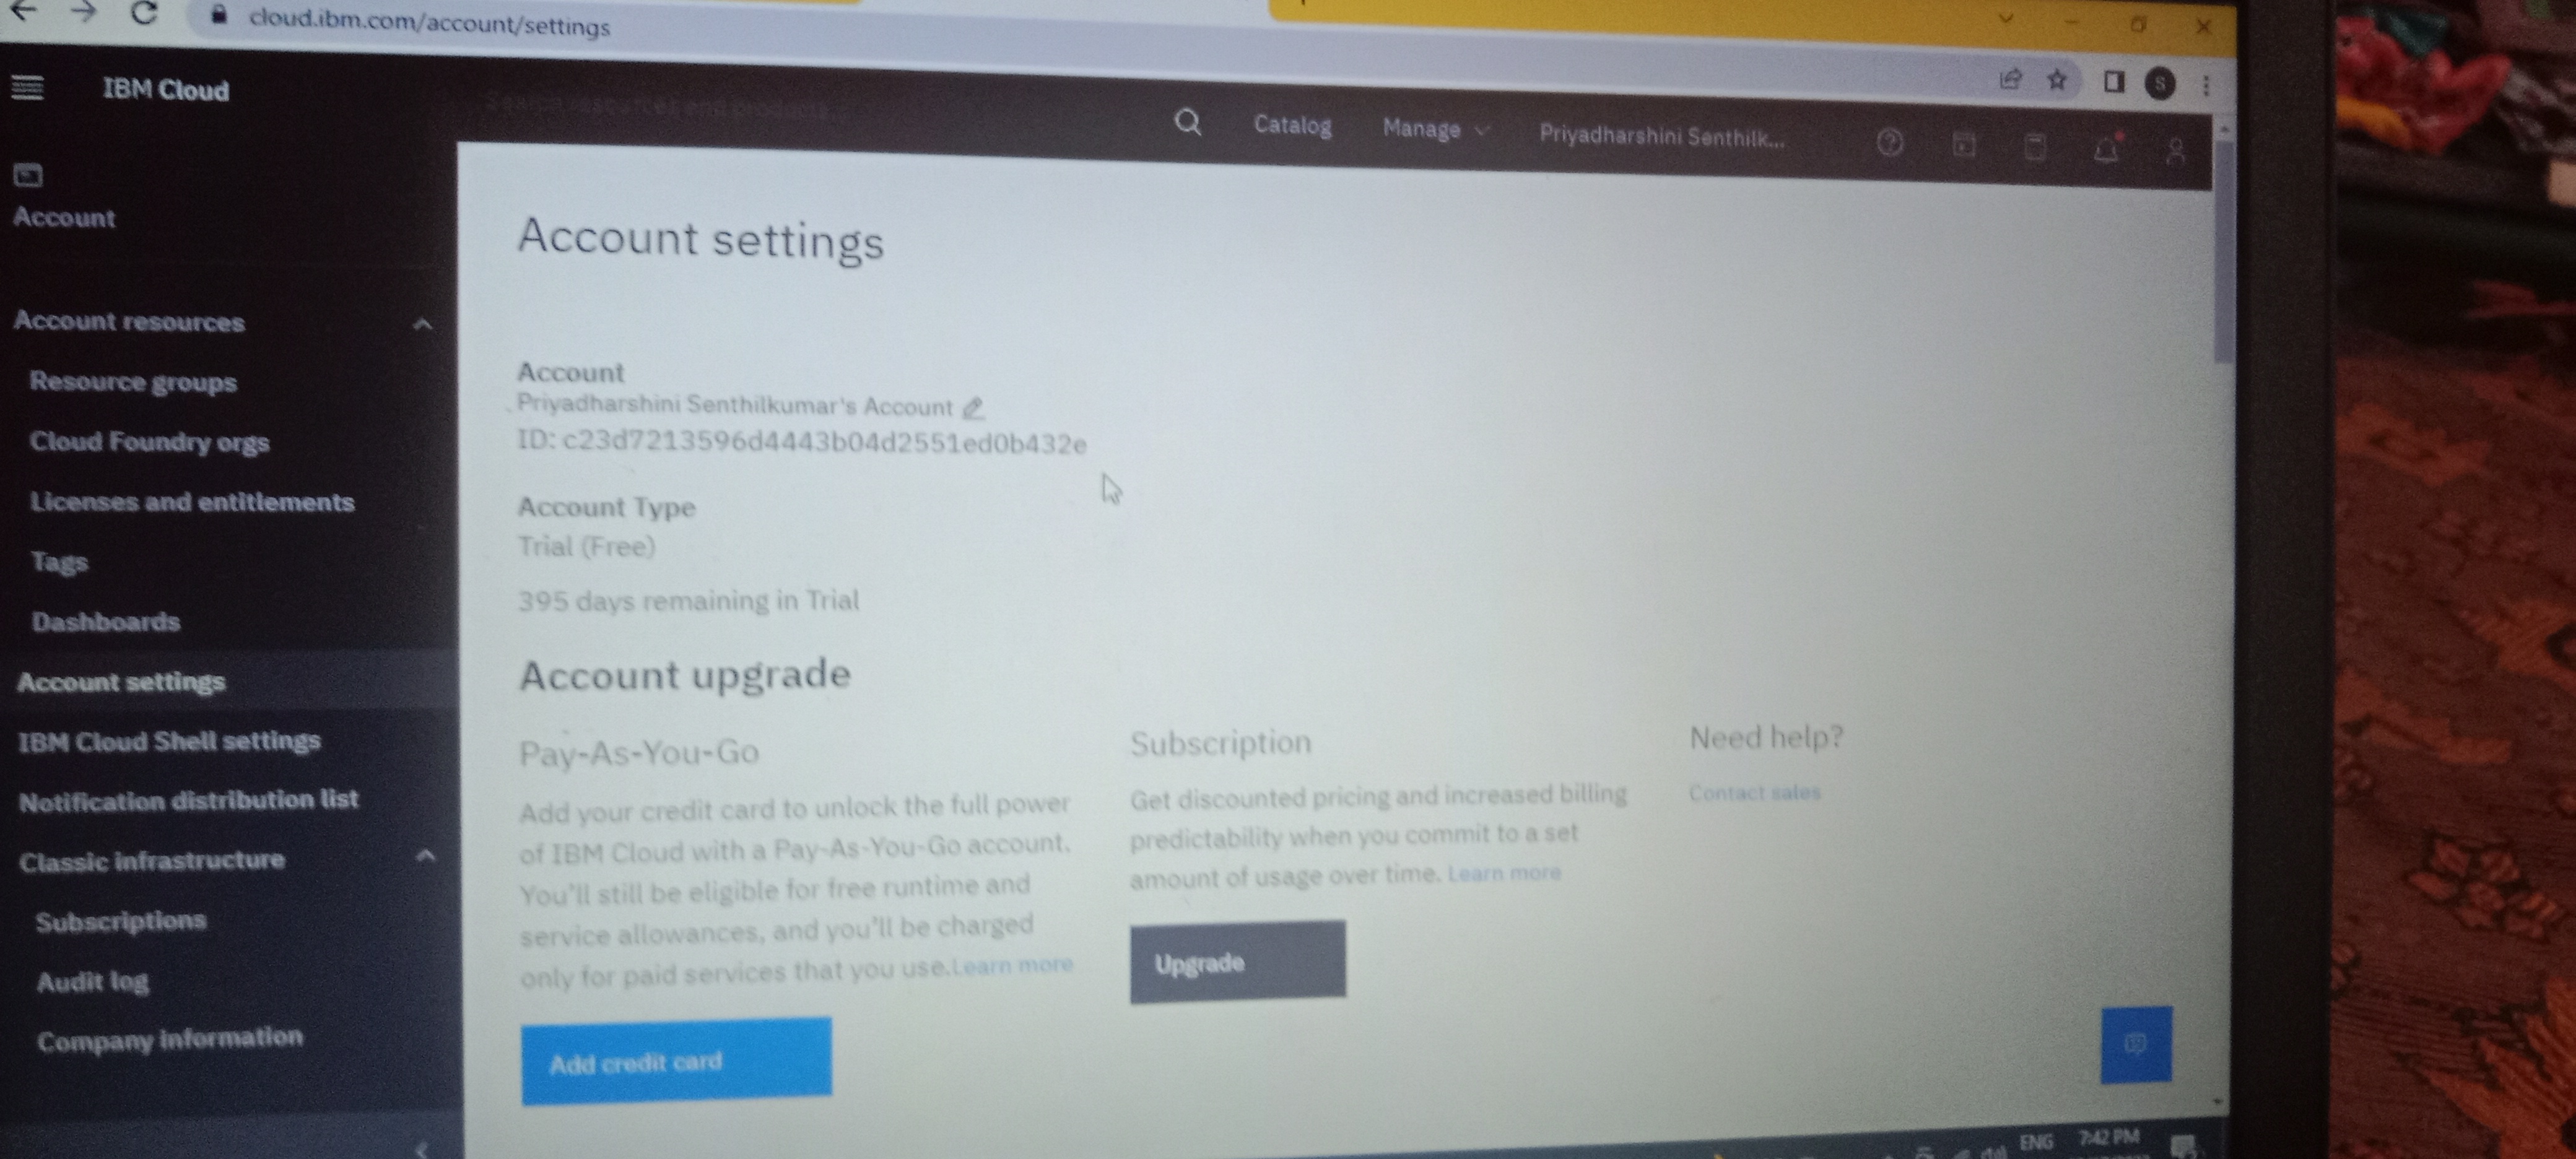 cloud.ibm.com/account/settings
IBM Cloud
Search resources and products...
Catalog
Manage
Priyadharshini Senthilk...
S
Account
Account resources
Resource groups
Cloud Foundry orgs
Licenses and entitlements
Tags
Dashboards
Account settings
IBM Cloud Shell settings
Notification distribution list
Classic infrastructure
Subscriptions
Audit log
Company information
Account settings
Account
Priyadharshini Senthilkumar's Account
ID: c23d7213596d4443b04d2551ed0b432e
Account Type
Trial (Free)
395 days remaining in Trial
Account upgrade
Pay-As-You-Go
Add your credit card to unlock the full power
of IBM Cloud with a Pay-As-You-Go account.
You'll still be eligible for free runtime and
service allowances, and you'll be charged
only for paid services that you use.Learn more
Add credit card
Subscription
Get discounted pricing and increased billing
predictability when you commit to a set
amount of usage over time. Learn more
Upgrade
Need help?
Contact sales
ENG
7:42 PM